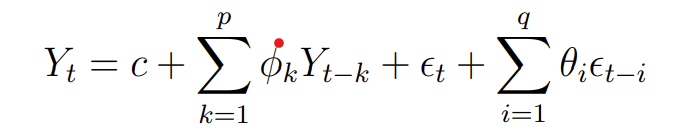 Y_t = c + \sum_{k=1}^{p} \phi_k Y_{t-k} + \epsilon_t + \sum_{i=1}^{q} \theta_i \epsilon_{t-i}